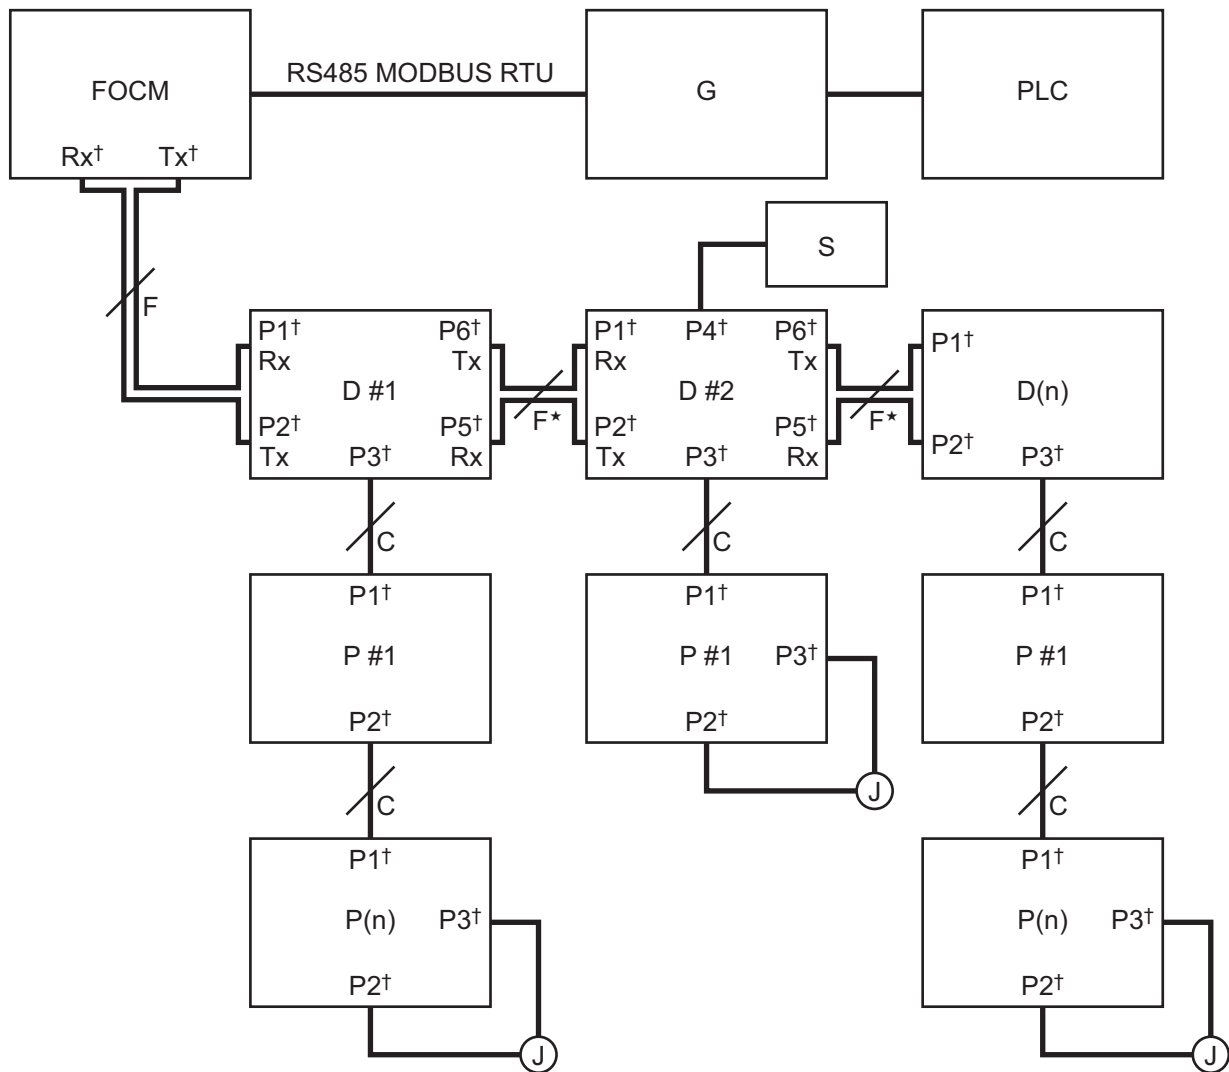 RS485 MODBUS RTU
FOCM
G
PLC
Rx† Tx†
S
F
P1† P6† P1† P4† P6† P1†
Rx Tx Rx Tx
D #1 D #2 D(n)
F★ F★
P2† P5† P2† P5† P2†
Tx P3† Rx Tx P3† Rx P3†
C C C
P1† P1† P1†
P #1 P #1 P3† P #1
P2† P2† P2†
J
C C
P1† P1†
P(n) P3† P(n) P3†
P2† P2†
J J